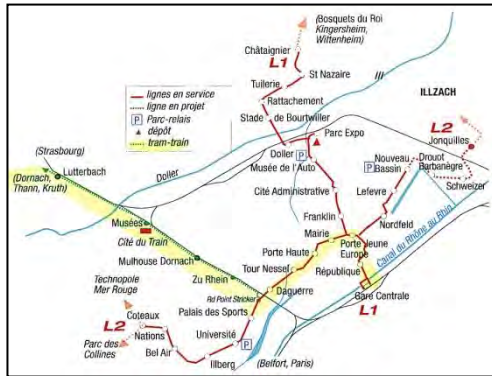 (Bosquets du Roi
Kingersheim,
Wittenheim)
Châtaignier
L1
St Nazaire
Tuilerie
Rattachement
Stade
de Bourtwiller
III
ILLZACH
lignes en service
ligne en projet
P Parc-relais
dépôt
tram-train
L2
Jonquilles
Parc Expo
Doller
P
Musée de l'Auto
Cité Administrative
P
Nouveau
Bassin
Drouot
Barbanègre
Schweizer
Lefevre
Nordfeld
Franklin
(Strasbourg)
Lutterbach
(Dornach,
Thann, Kruth)
Doller
Musées
Cité du Train
Mulhouse Dornach
Zu Rhein
Mairie
Porte Haute
Porte Jeune
Europe
République
Canal du Rhône au Rhin
Tour Nessel
Daguerre
Rd Point Stricker
Gare Centrale
L1
Technopole
Mer Rouge
Palais des Sports
Coteaux
L2
Nations
Parc des
Collines
Bel Air
Université
P
Illberg
(Belfort, Paris)